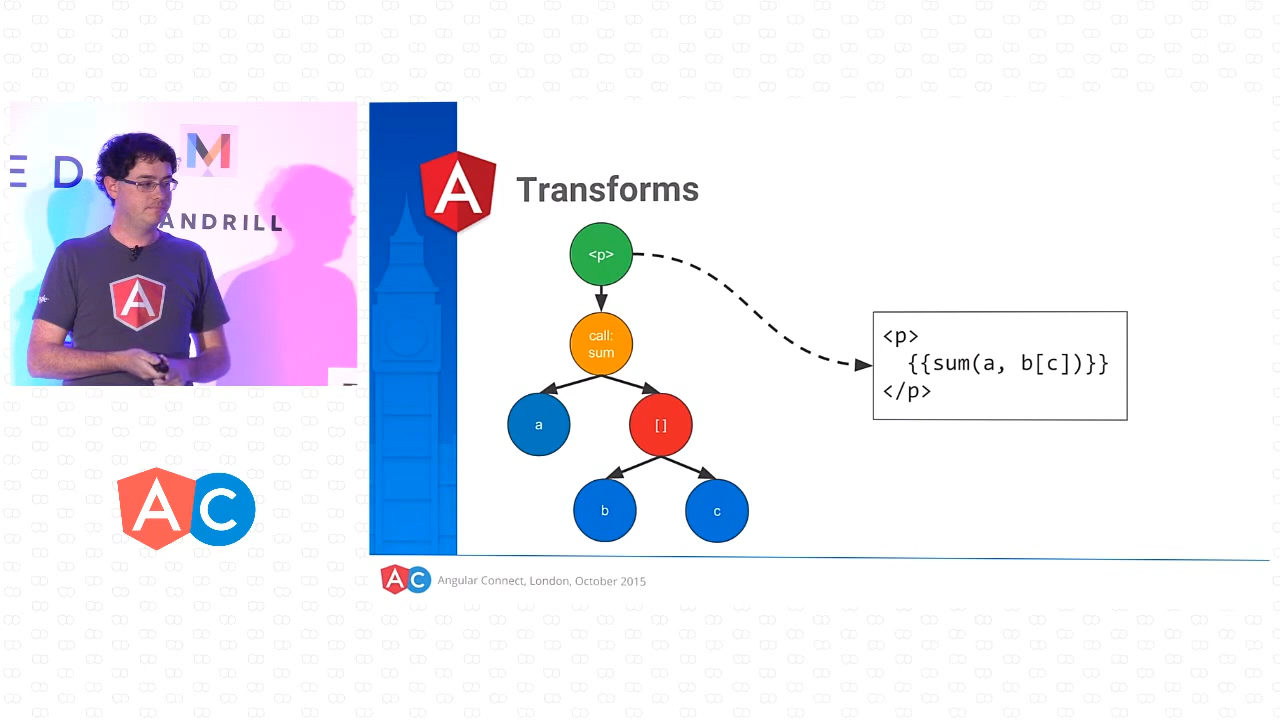 E D
M
ANDRILL
A
A C
A
Transforms
<p>
call:
sum
a
[ ]
b
c
<p>
{{sum(a, b[c])}}
</p>
A C
Angular Connect, London, October 2015